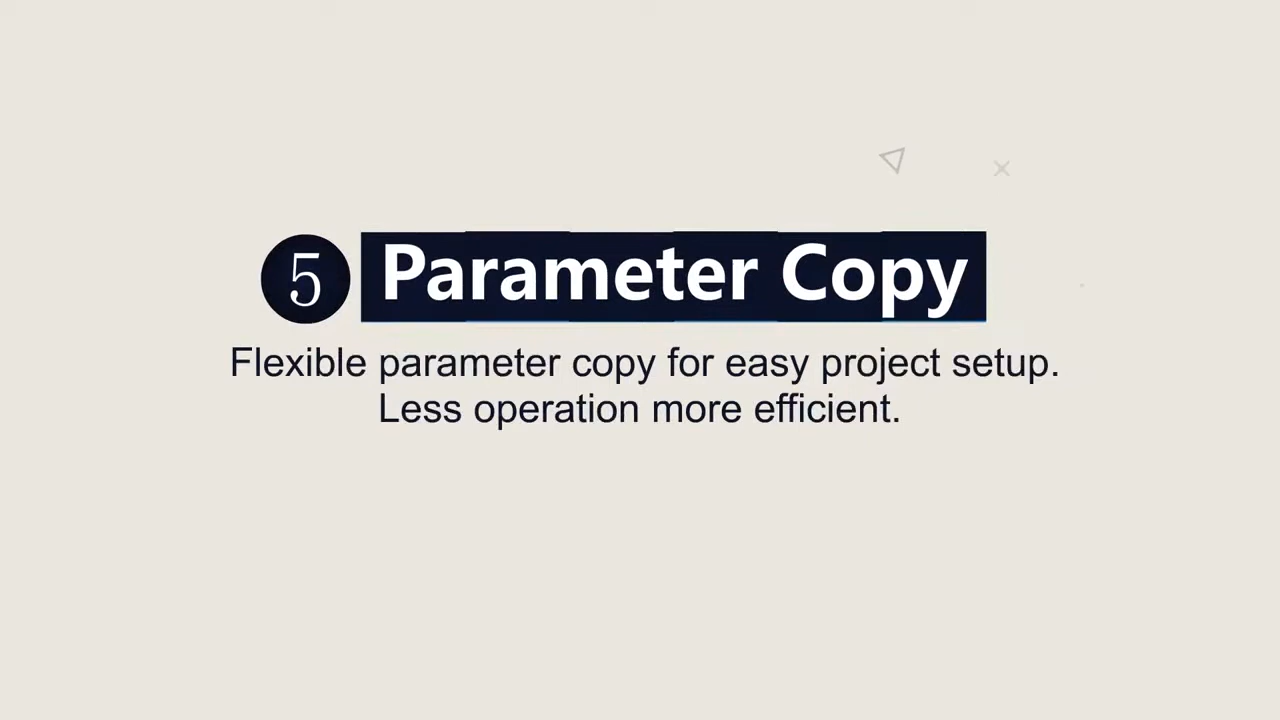 5 Parameter Copy
Flexible parameter copy for easy project setup.
Less operation more efficient.